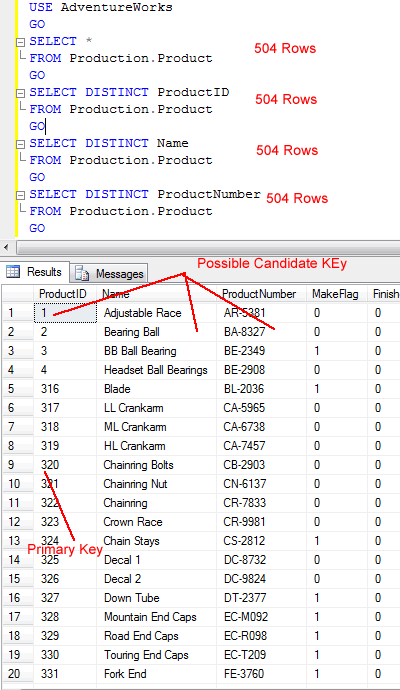 USE AdventureWorks
GO
SELECT *
504 Rows
FROM Production.Product
GO
SELECT DISTINCT ProductID
504 Rows
FROM Production.Product
GO
SELECT DISTINCT Name
504 Rows
FROM Production.Product
GO
SELECT DISTINCT ProductNumber
504 Rows
FROM Production.Product
GO
Results
Messages
Possible Candidate KEy
ProductID Name ProductNumber MakeFlag Finishe
1 1 Adjustable Race AR-5381 0 0
2 2 Bearing Ball BA-8327 0 0
3 3 BB Ball Bearing BE-2349 1 0
4 4 Headset Ball Bearings BE-2908 0 0
5 316 Blade BL-2036 1 0
6 317 LL Crankarm CA-5965 0 0
7 318 ML Crankarm CA-6738 0 0
8 319 HL Crankarm CA-7457 0 0
9 320 Chainring Bolts CB-2903 0 0
10 321 Chainring Nut CN-6137 0 0
11 322 Chainring CR-7833 0 0
12 323 Crown Race CR-9981 0 0
13 324 Chain Stays CS-2812 1 0
Primary Key
14 325 Decal 1 DC-8732 0 0
15 326 Decal 2 DC-9824 0 0
16 327 Down Tube DT-2377 1 0
17 328 Mountain End Caps EC-M092 1 0
18 329 Road End Caps EC-R098 1 0
19 330 Touring End Caps EC-T209 1 0
20 331 Fork End FE-3760 1 0